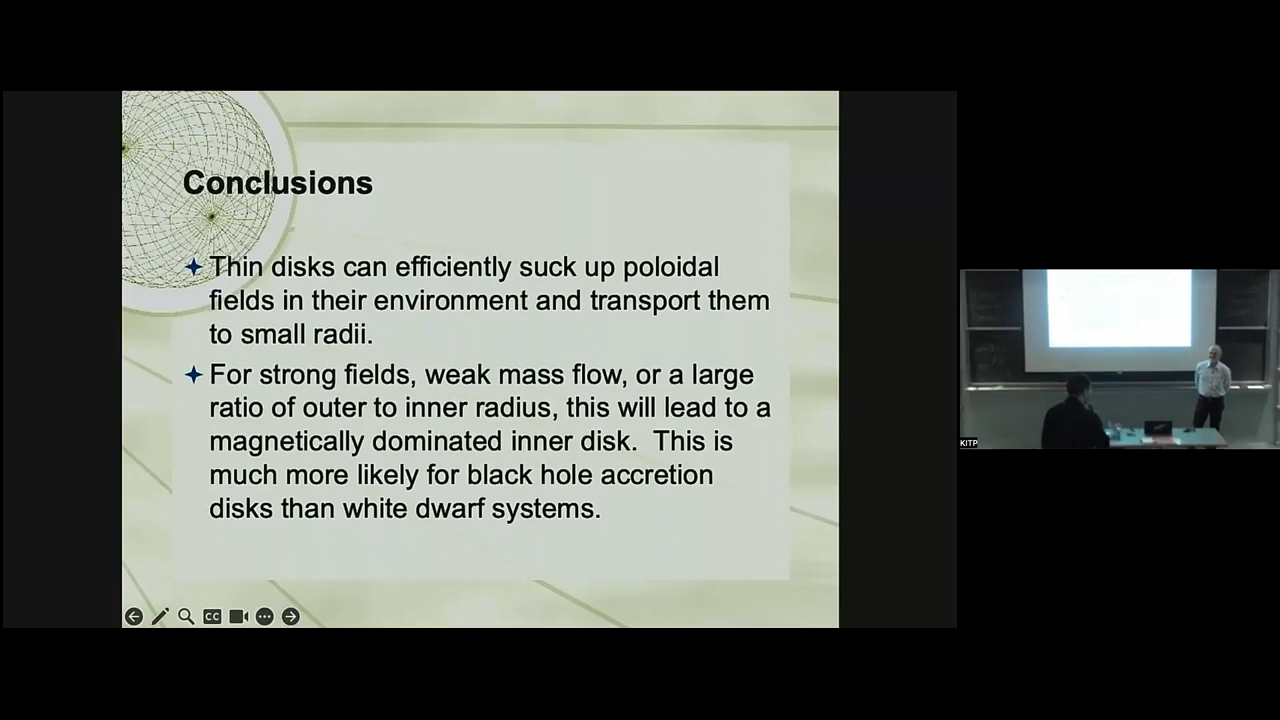 Conclusions
Thin disks can efficiently suck up poloidal
fields in their environment and transport them
to small radii.
For strong fields, weak mass flow, or a large
ratio of outer to inner radius, this will lead to a
magnetically dominated inner disk.  This is
much more likely for black hole accretion
disks than white dwarf systems.
CC
KITP